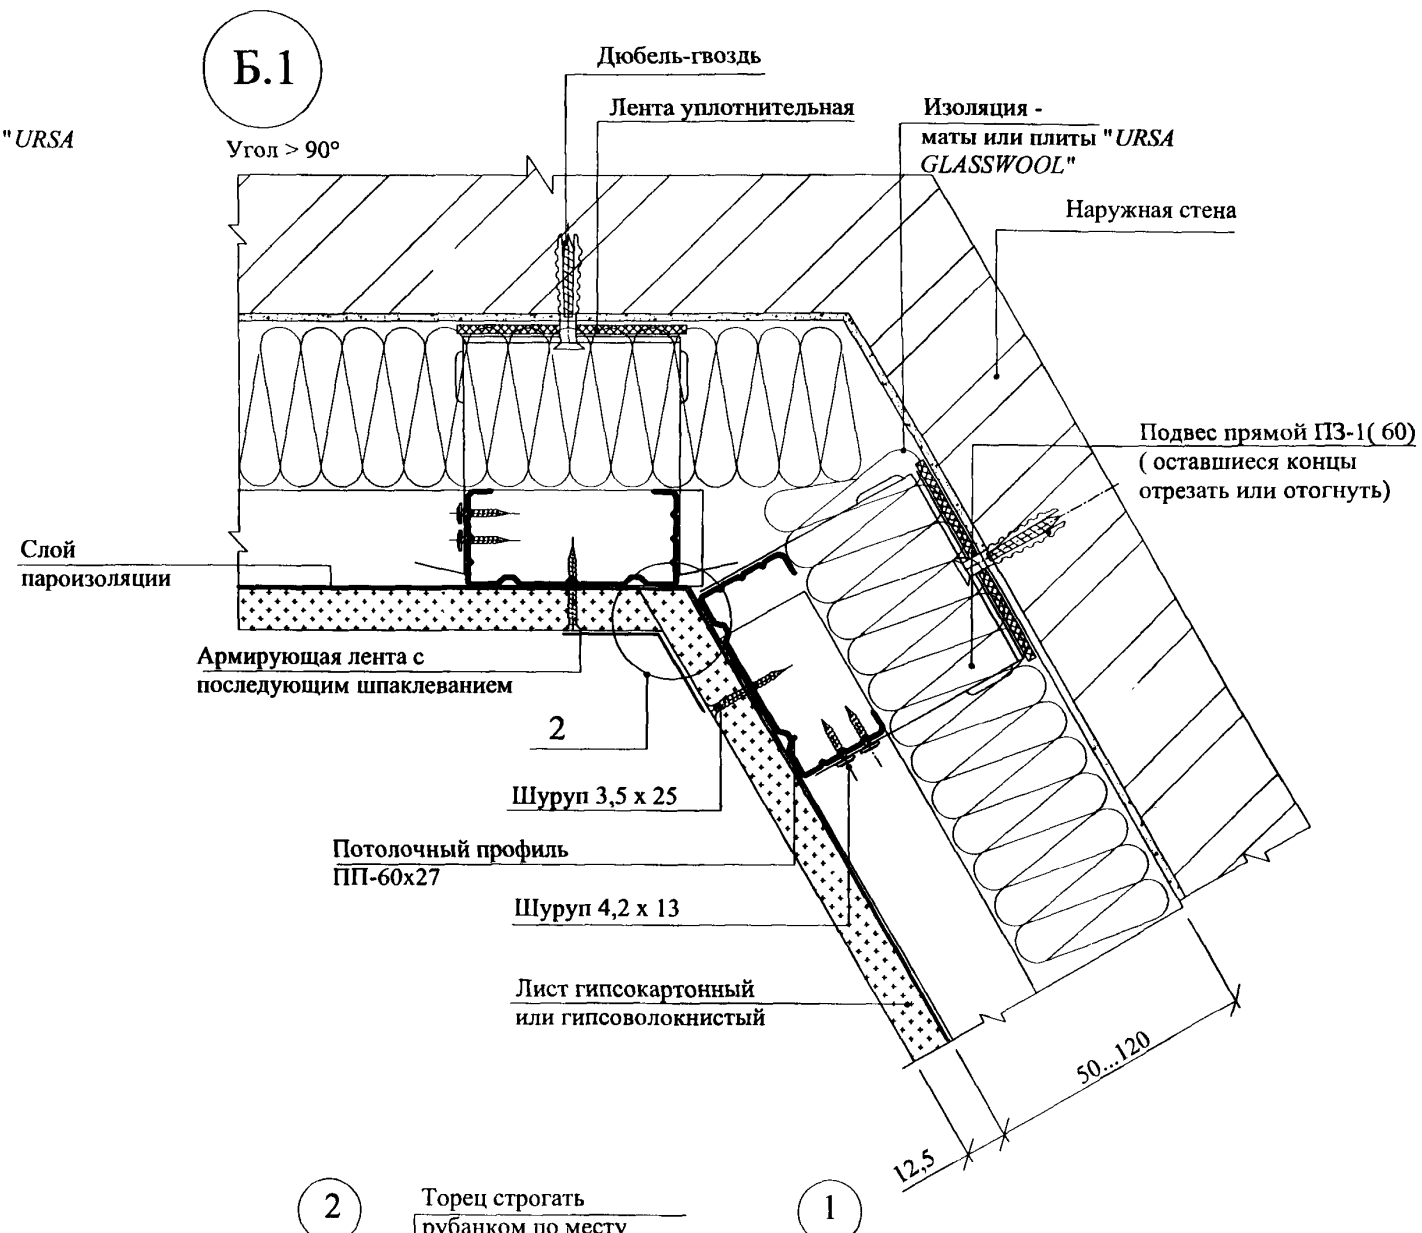 Б.1
"URSA
Угол > 90°
Дюбель-гвоздь
Лента уплотнительная
Изоляция -
маты или плиты "URSA
GLASSWOOL"
Наружная стена
Подвес прямой ПЗ-1( 60)
( оставшиеся концы
отрезать или отогнуть)
Слой
пароизоляции
Армирующая лента с
последующим шпаклеванием
2
Шуруп 3,5 x 25
Потолочный профиль
ПП-60x27
Шуруп 4,2 x 13
Лист гипсокартонный
или гипсоволокнистый
50...120
12,5
2
Торец строгать
рубанком по месту
1